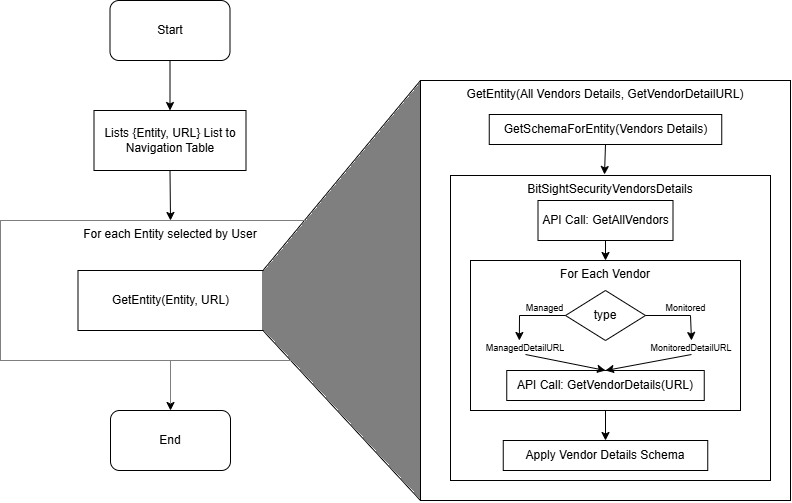 Start
Lists {Entity, URL} List to
Navigation Table
For each Entity selected by User
GetEntity(Entity, URL)
End
GetEntity(All Vendors Details, GetVendorDetailURL)
GetSchemaForEntity(Vendors Details)
BitSightSecurityVendorsDetails
API Call: GetAllVendors
For Each Vendor
Managed
type
Monitored
ManagedDetailURL
MonitoredDetailURL
API Call: GetVendorDetails(URL)
Apply Vendor Details Schema